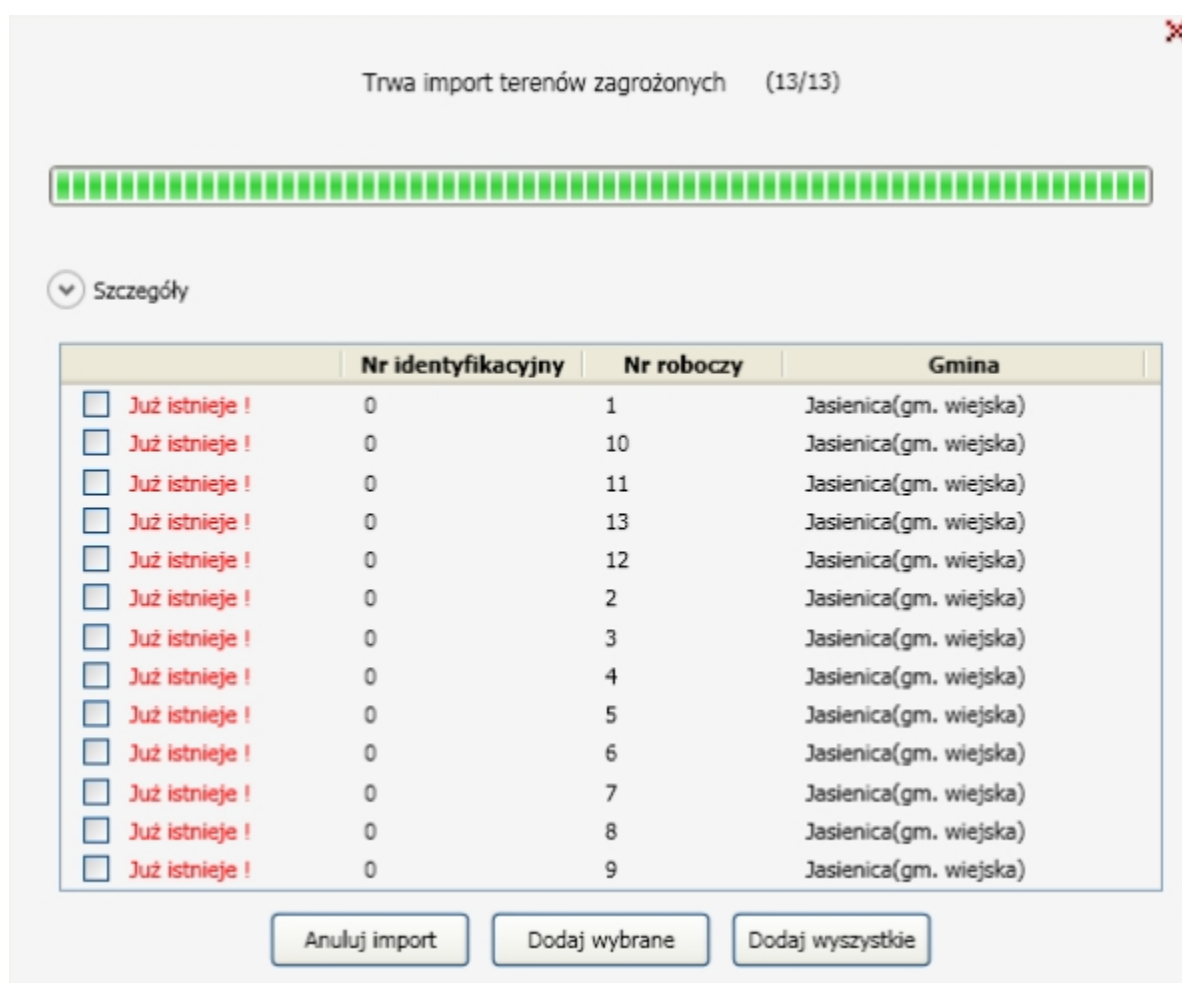 Trwa import terenów zagrożonych (13/13)
Szczegóły
Nr identyfikacyjny Nr roboczy Gmina
Już istnieje ! 0 1 Jasienica(gm. wiejska)
Już istnieje ! 0 10 Jasienica(gm. wiejska)
Już istnieje ! 0 11 Jasienica(gm. wiejska)
Już istnieje ! 0 13 Jasienica(gm. wiejska)
Już istnieje ! 0 12 Jasienica(gm. wiejska)
Już istnieje ! 0 2 Jasienica(gm. wiejska)
Już istnieje ! 0 3 Jasienica(gm. wiejska)
Już istnieje ! 0 4 Jasienica(gm. wiejska)
Już istnieje ! 0 5 Jasienica(gm. wiejska)
Już istnieje ! 0 6 Jasienica(gm. wiejska)
Już istnieje ! 0 7 Jasienica(gm. wiejska)
Już istnieje ! 0 8 Jasienica(gm. wiejska)
Już istnieje ! 0 9 Jasienica(gm. wiejska)
Anuluj import Dodaj wybrane Dodaj wyszystkie